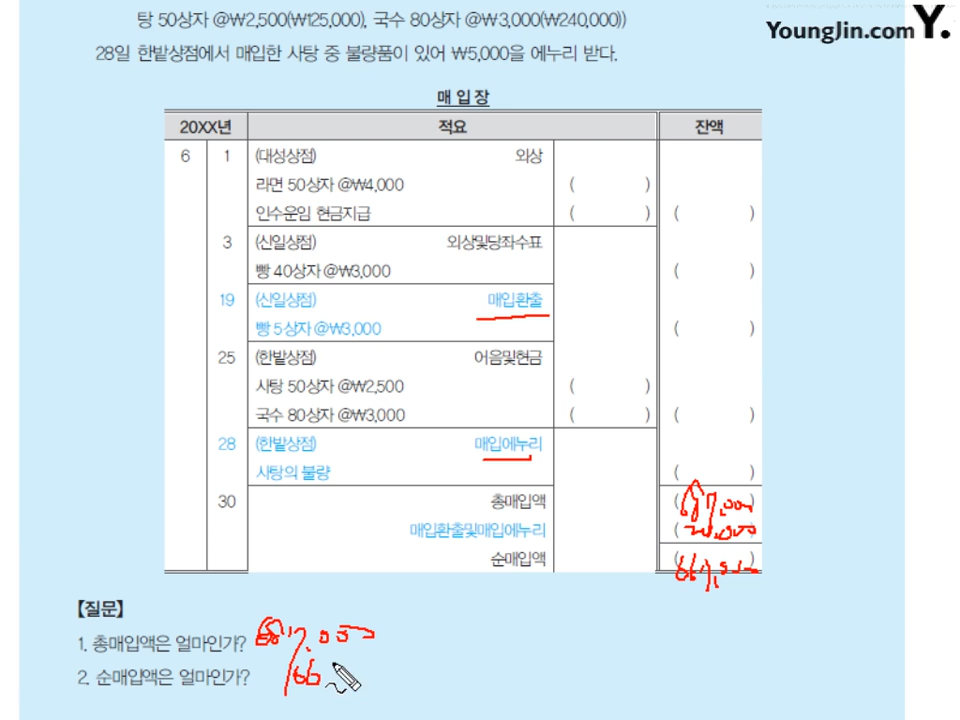 탕 50상자 @₩2,500(₩125,000), 국수 80상자 @₩3,000(₩240,000))
YoungJin.com Y.
28일 한밭상점에서 매입한 사탕 중 불량품이 있어 ₩5,000을 에누리 받다.
매 입 장
20XX년 적요 잔액
6 1 (대성상점) 외상
라면 50상자 @₩4,000 ( )
인수운임 현금지급 ( ) ( )
3 (신일상점) 외상및당좌수표
빵 40상자 @₩3,000 ( )
19 (신일상점) 매입환출
빵 5상자 @₩3,000 ( )
25 (한밭상점) 어음및현금
사탕 50상자 @₩2,500 ( )
국수 80상자 @₩3,000 ( ) ( )
28 (한밭상점) 매입에누리
사탕의 불량 ( )
30 총매입액 ( )
매입환출및매입에누리 ( )
순매입액 ( )
【질문】
1. 총매입액은 얼마인가?
2. 순매입액은 얼마인가?